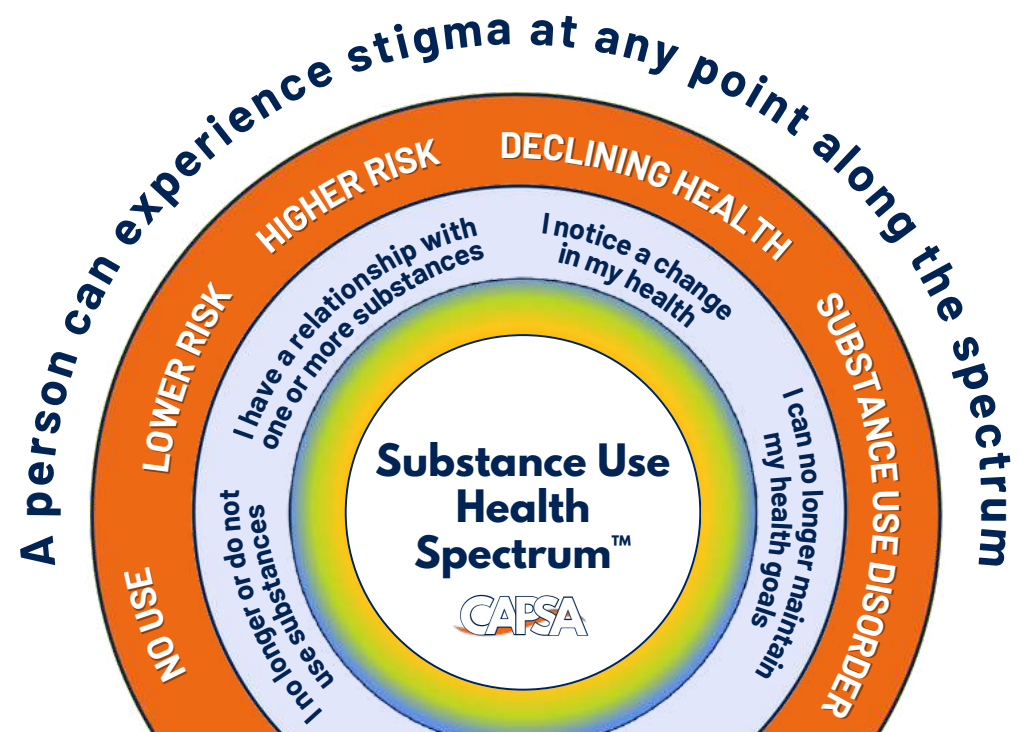 A person can experience stigma at any point along the spectrum
NO USE
LOWER RISK
HIGHER RISK
DECLINING HEALTH
SUBSTANCE USE DISORDER
I no longer or do not
use substances
I have a relationship with
one or more substances
I notice a change
in my health
I can no longer maintain
my health goals
Substance Use
Health
Spectrum™
CAPSA